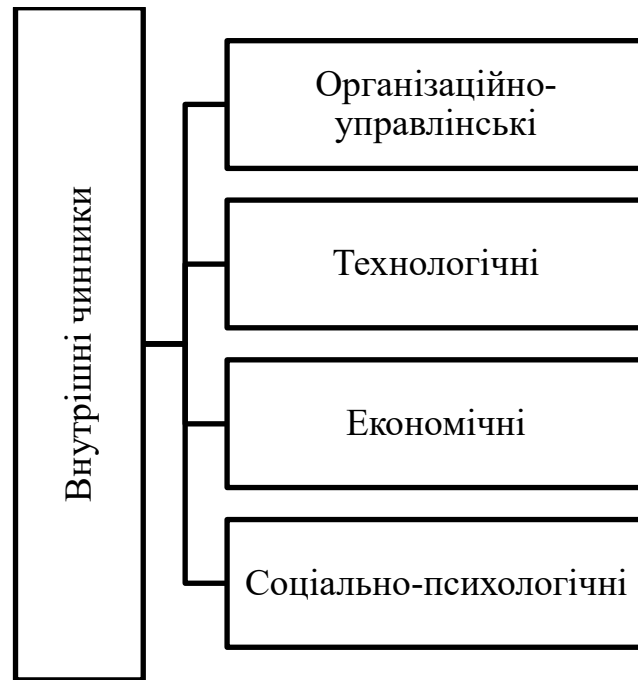 Внутрішні чинники
Організаційно-
управлінські
Технологічні
Економічні
Соціально-психологічні